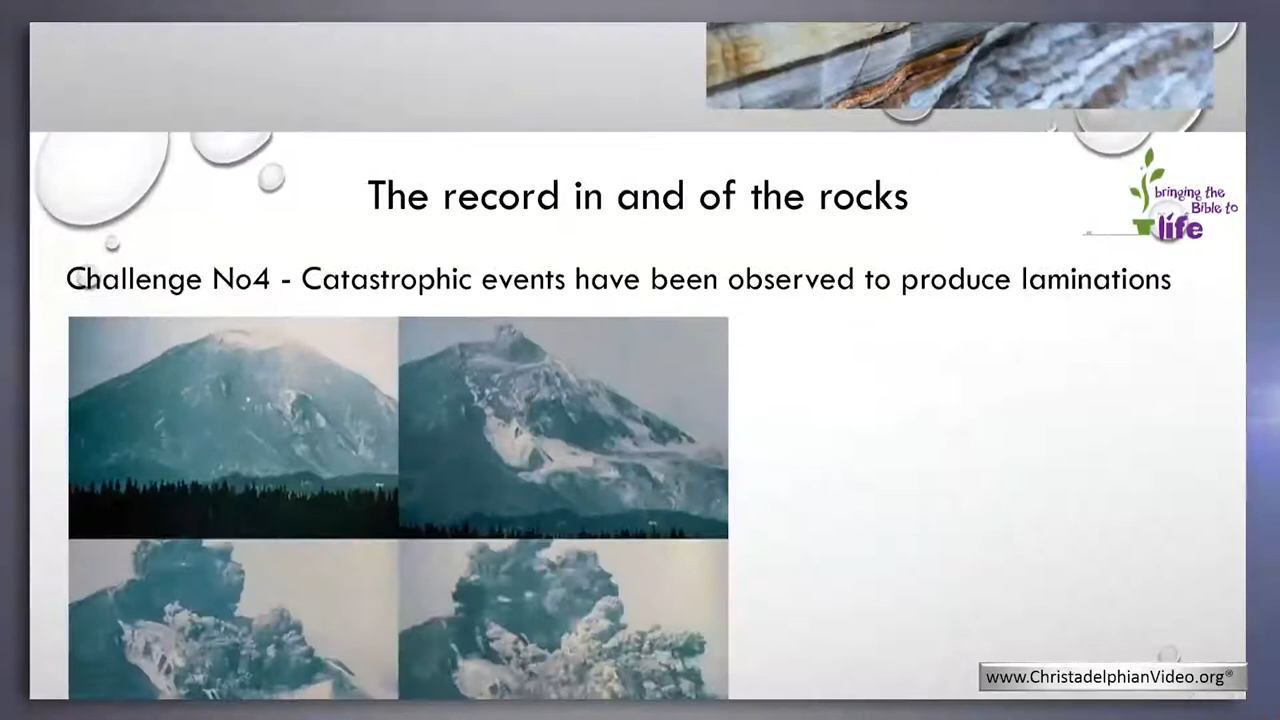 The record in and of the rocks
bringing the
Bible to
life
Challenge No4 - Catastrophic events have been observed to produce laminations
www.ChristadelphianVideo.org®